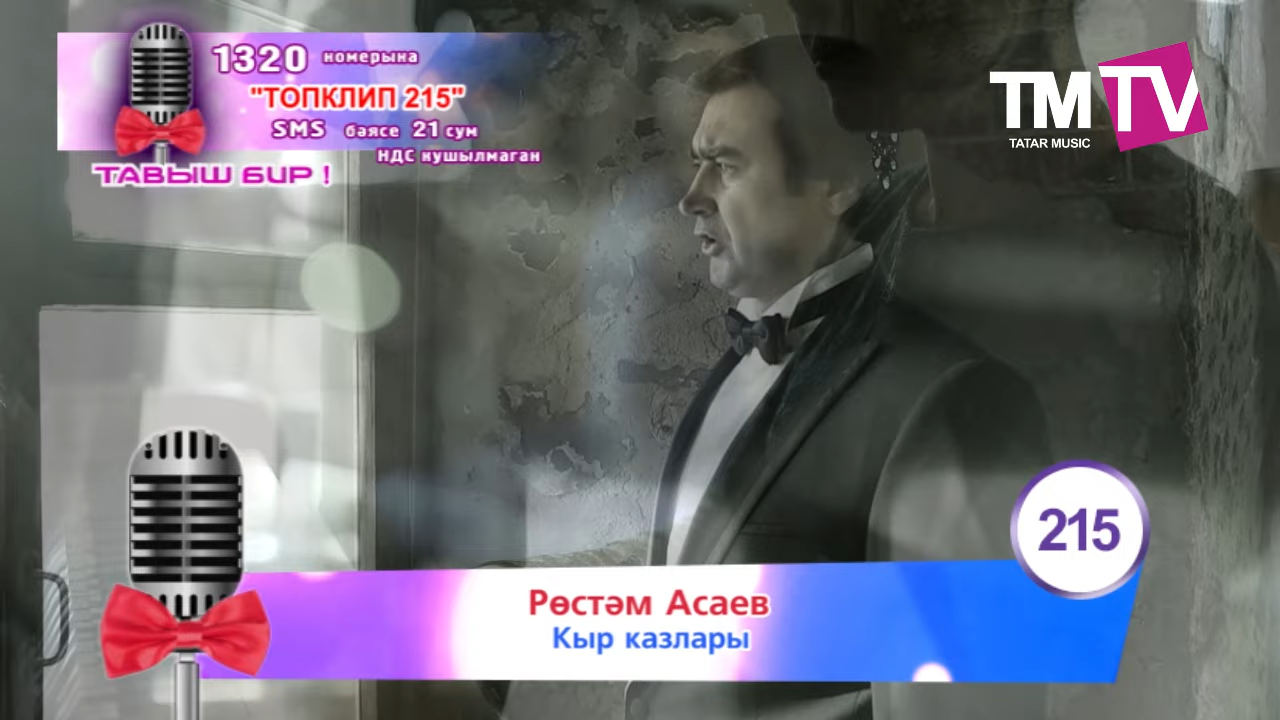 1320 номерына
"ТОПКЛИП 215"
SMS бәясе 21 сум
НДС кушылмаган
ТАВЫШ БИР !
TMTV
TATAR MUSIC
215
Рөстәм Асаев
Кыр казлары